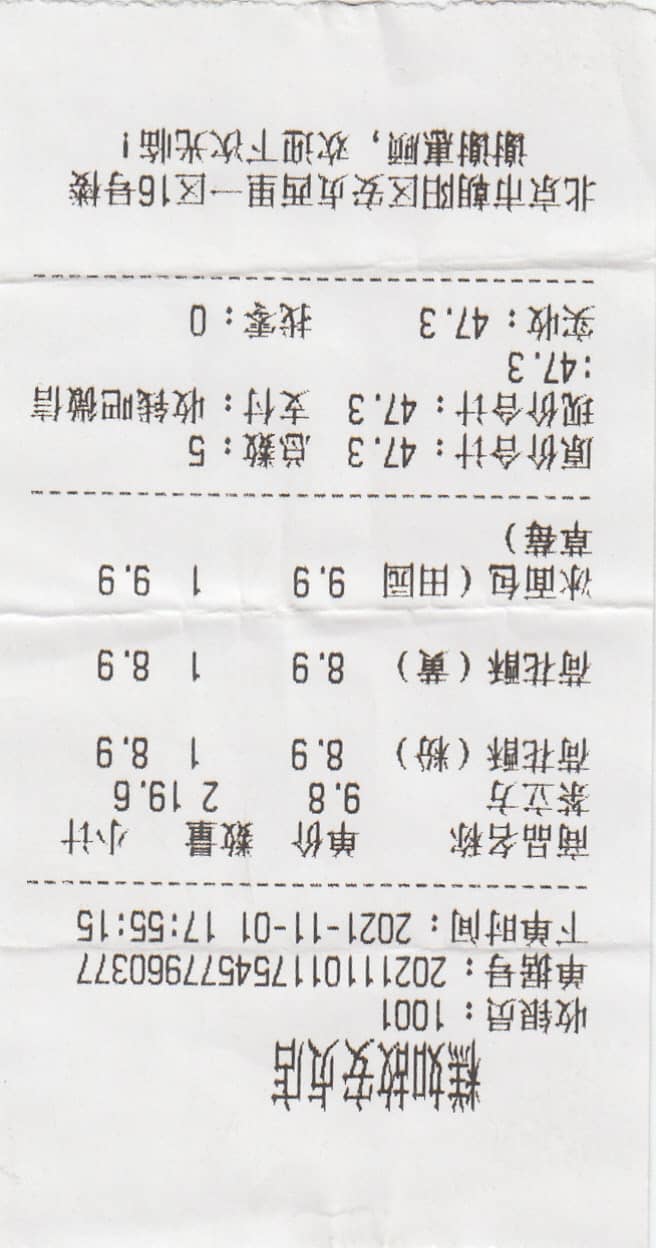 糕如故安贞店
收银员：1001
单据号：2021110117545779​60377
下单时间：2021-11-01 17:55:15
商品名称 单价 数量 小计
茶立方 9.8 2 19.6
荷花酥（粉） 8.9 1 8.9
荷花酥（黄） 8.9 1 8.9
冰面包（田园 9.9 1 9.9
草莓）
原价合计：47.3 总数：5
现价合计：47.3 支付：收钱吧微信
:47.3
实收：47.3 找零：0
北京市朝阳区安贞西里一区16号楼
谢谢惠顾，欢迎下次光临！